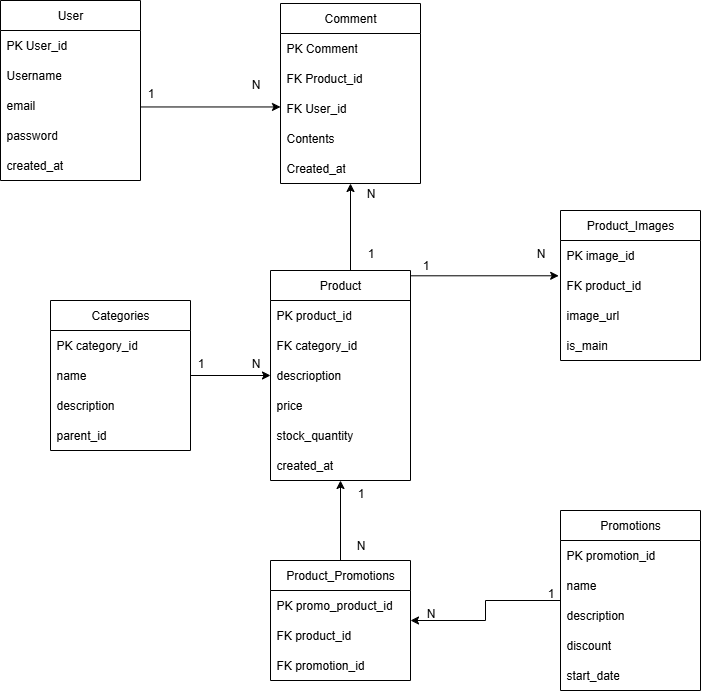 User
PK User_id
Username
email
password
created_at
1
N
Comment
PK Comment
FK Product_id
FK User_id
Contents
Created_at
N
1
1
N
Product_Images
PK image_id
FK product_id
image_url
is_main
Categories
PK category_id
name
description
parent_id
1
N
Product
PK product_id
FK category_id
descrioption
price
stock_quantity
created_at
1
N
Product_Promotions
PK promo_product_id
FK product_id
FK promotion_id
N
1
Promotions
PK promotion_id
name
description
discount
start_date